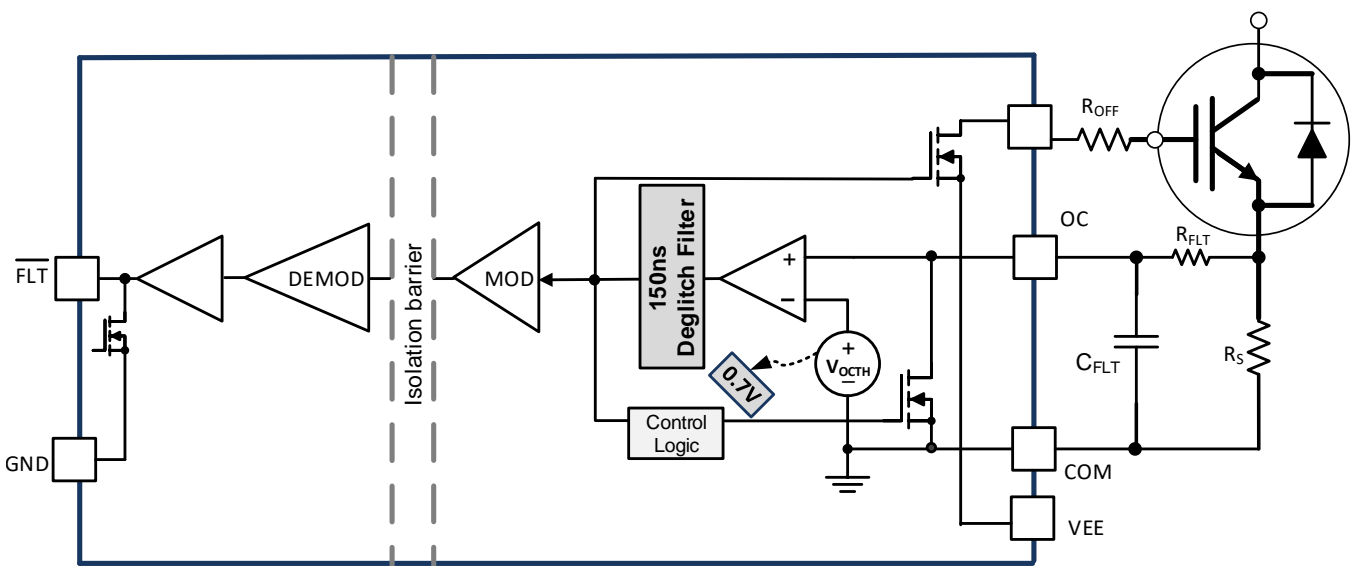 R_OFF
OC
R_FLT
FLT
DEMOD
Isolation barrier
MOD
150ns
Deglitch Filter
+
−
+
V_OCTH
−
0.7V
C_FLT
R_S
Control
Logic
GND
COM
VEE